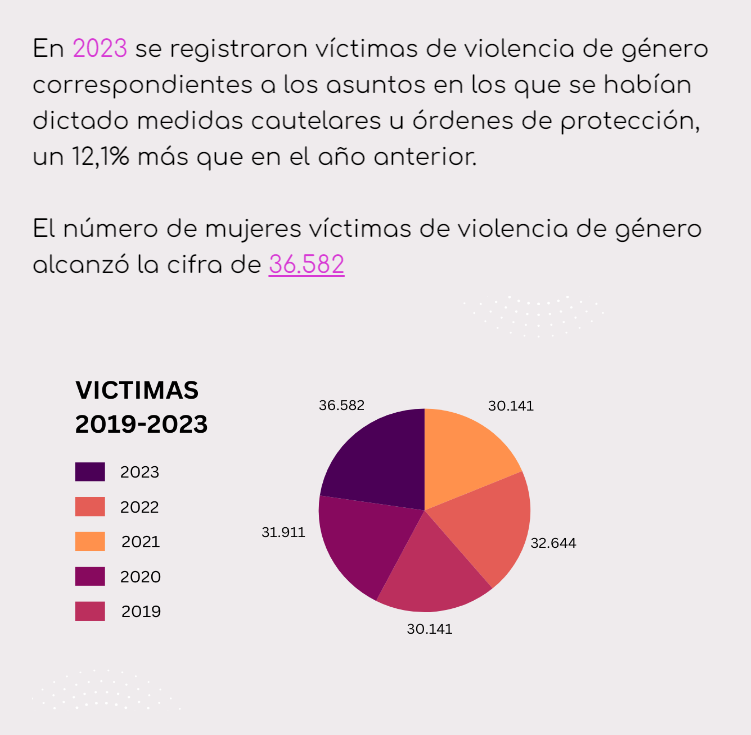 En 2023 se registraron víctimas de violencia de género
correspondientes a los asuntos en los que se habían
dictado medidas cautelares u órdenes de protección,
un 12,1% más que en el año anterior.
El número de mujeres víctimas de violencia de género
alcanzó la cifra de 36.582
VICTIMAS
2019-2023
2023
2022
2021
2020
2019
36.582
30.141
31.911
32.644
30.141